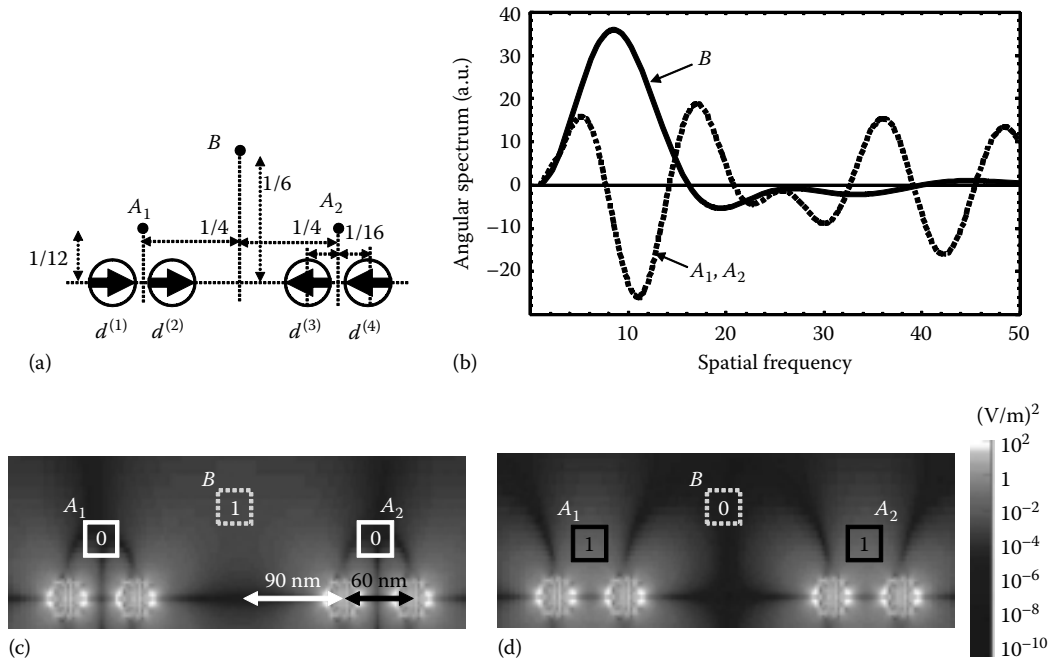 B
1/6
A₁
A₂
1/4
1/4
1/16
1/12
d⁽¹⁾
d⁽²⁾
d⁽³⁾
d⁽⁴⁾
(a)
40
30
20
10
0
−10
−20
Angular spectrum (a.u.)
B
A₁, A₂
10
20
30
40
50
Spatial frequency
(b)
B
A₁
A₂
1
0
0
90 nm
60 nm
(c)
B
A₁
A₂
0
1
1
(d)
(V/m)²
10²
1
10⁻²
10⁻⁴
10⁻⁶
10⁻⁸
10⁻¹⁰